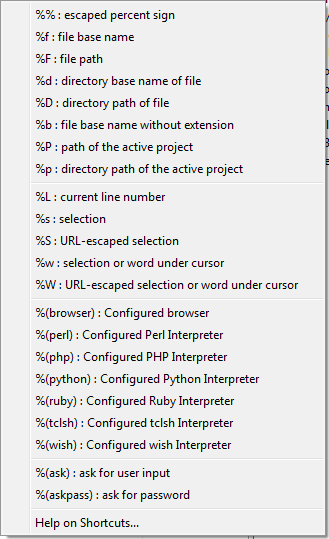 %% : escaped percent sign
%f : file base name
%F : file path
%d : directory base name of file
%D : directory path of file
%b : file base name without extension
%P : path of the active project
%p : directory path of the active project
%L : current line number
%s : selection
%S : URL-escaped selection
%w : selection or word under cursor
%W : URL-escaped selection or word under cursor
%(browser) : Configured browser
%(perl) : Configured Perl Interpreter
%(php) : Configured PHP Interpreter
%(python) : Configured Python Interpreter
%(ruby) : Configured Ruby Interpreter
%(tclsh) : Configured tclsh Interpreter
%(wish) : Configured wish Interpreter
%(ask) : ask for user input
%(askpass) : ask for password
Help on Shortcuts...